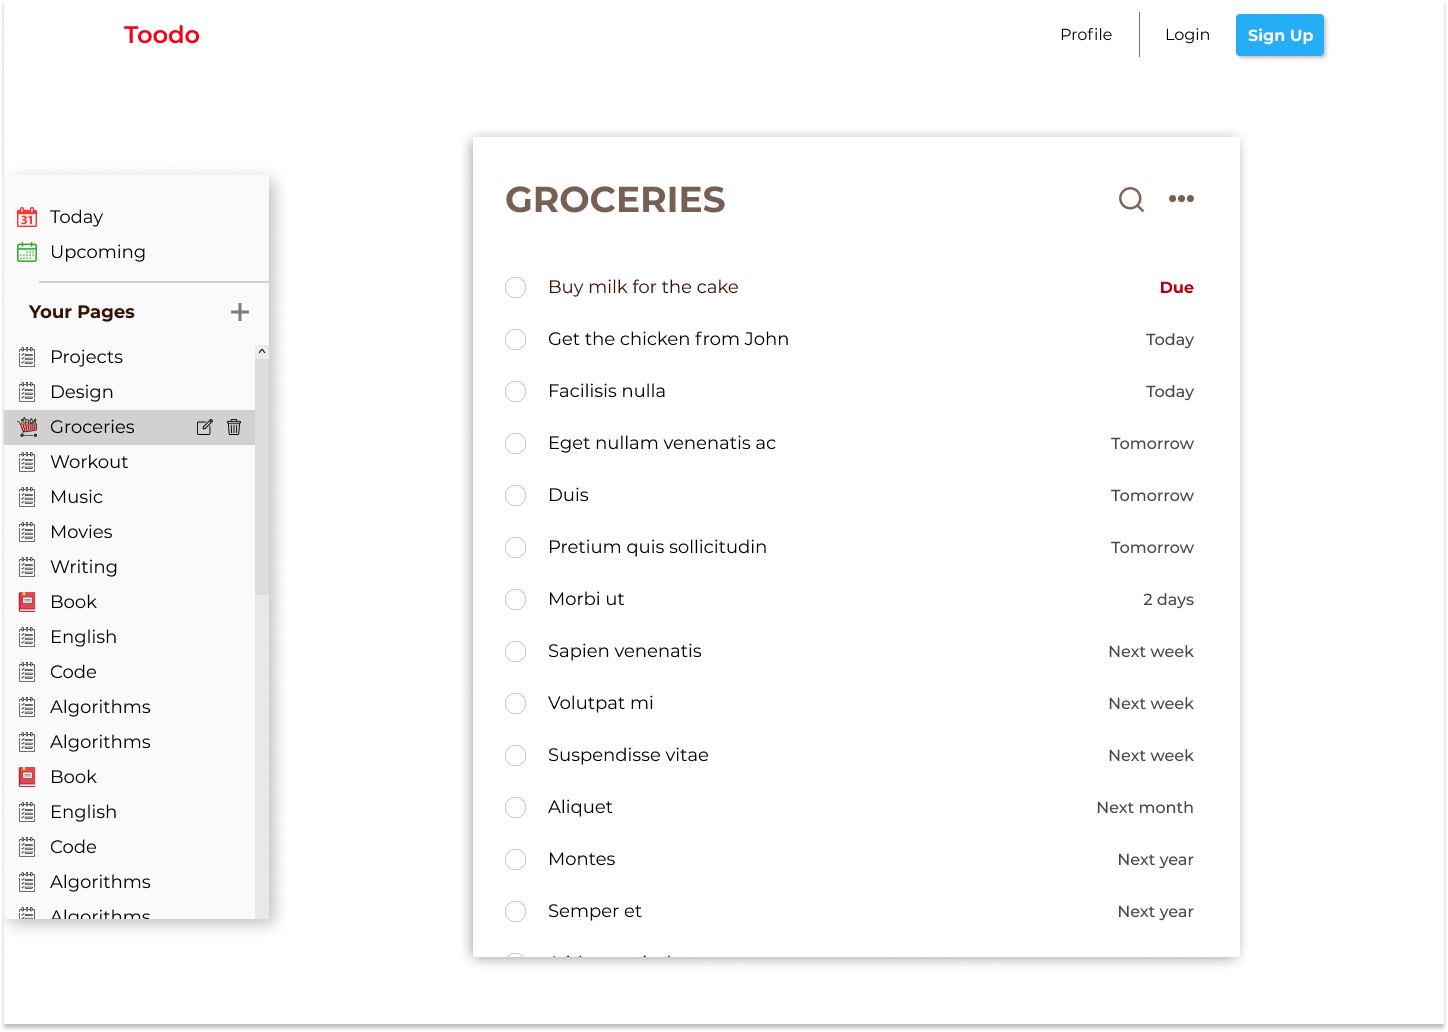 Toodo
Profile
Login
Sign Up
31
Today
Upcoming
Your Pages
Projects
Design
Groceries
Workout
Music
Movies
Writing
Book
English
Code
Algorithms
Algorithms
Book
English
Code
Algorithms
Algorithms
GROCERIES
Buy milk for the cake Due
Get the chicken from John Today
Facilisis nulla Today
Eget nullam venenatis ac Tomorrow
Duis Tomorrow
Pretium quis sollicitudin Tomorrow
Morbi ut 2 days
Sapien venenatis Next week
Volutpat mi Next week
Suspendisse vitae Next week
Aliquet Next month
Montes Next year
Semper et Next year